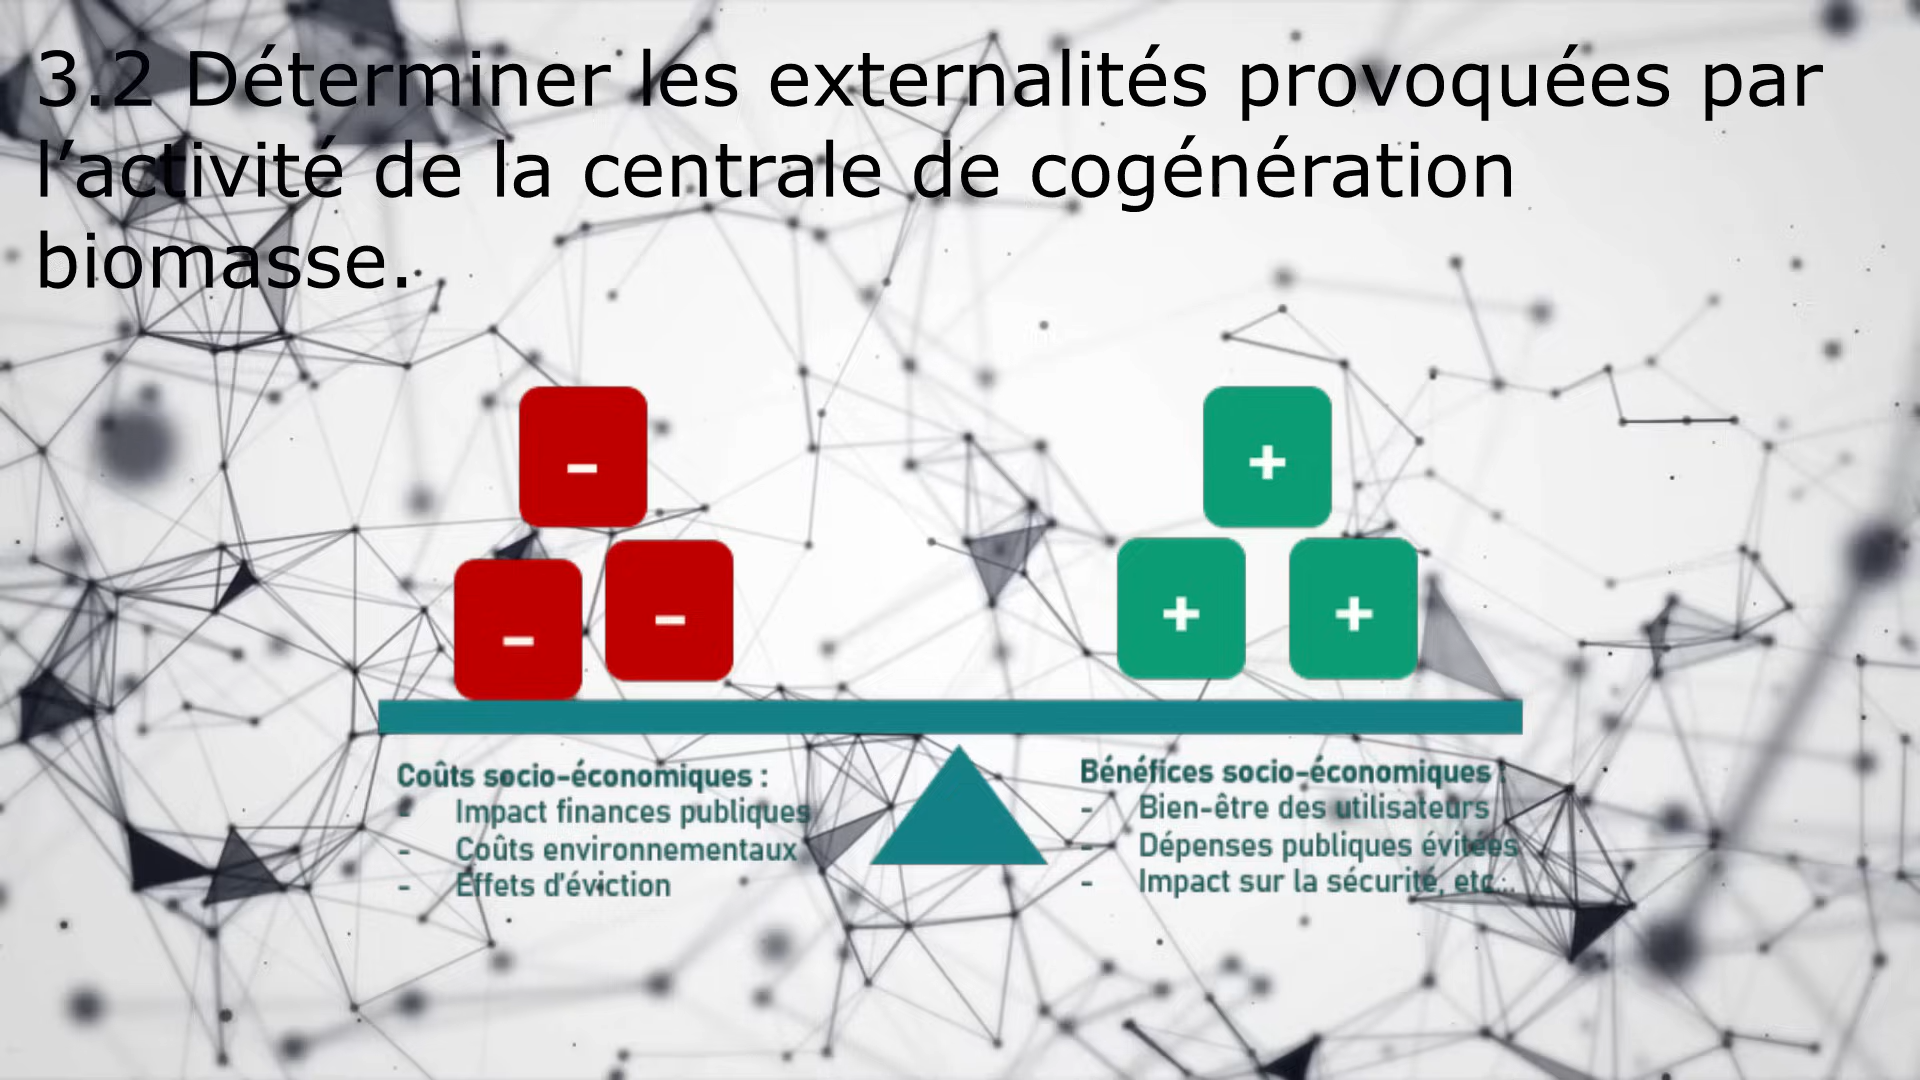 3.2 Déterminer les externalités provoquées par
l’activité de la centrale de cogénération
biomasse.
-
+
- -
+ +
Coûts socio-économiques :
- Impact finances publiques
- Coûts environnementaux
- Effets d'éviction
Bénéfices socio-économiques :
- Bien-être des utilisateurs
- Dépenses publiques évitées
- Impact sur la sécurité, etc...